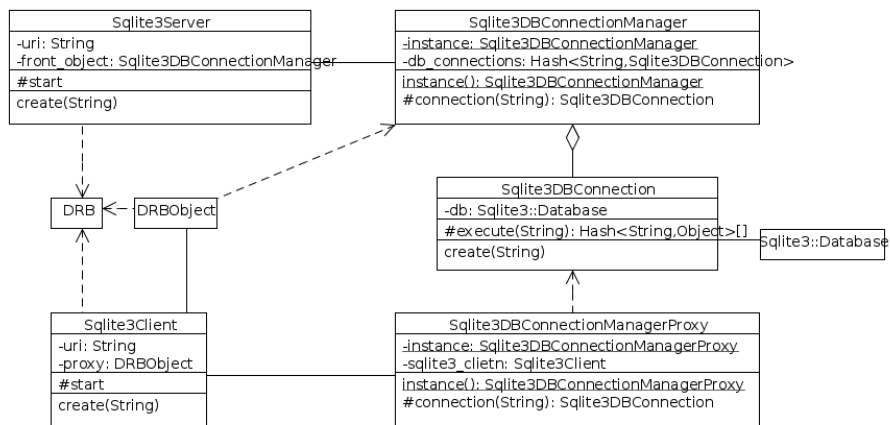 Sqlite3Server
-uri: String
-front_object: Sqlite3DBConnectionManager
#start
create(String)
Sqlite3DBConnectionManager
-instance: Sqlite3DBConnectionManager
-db_connections: Hash<String,Sqlite3DBConnection>
instance(): Sqlite3DBConnectionManager
#connection(String): Sqlite3DBConnection
DRB
DRBObject
Sqlite3DBConnection
-db: Sqlite3::Database
#execute(String): Hash<String,Object>[]
create(String)
Sqlite3::Database
Sqlite3Client
-uri: String
-proxy: DRBObject
#start
create(String)
Sqlite3DBConnectionManagerProxy
-instance: Sqlite3DBConnectionManagerProxy
-sqlite3_clietn: Sqlite3Client
instance(): Sqlite3DBConnectionManagerProxy
#connection(String): Sqlite3DBConnection